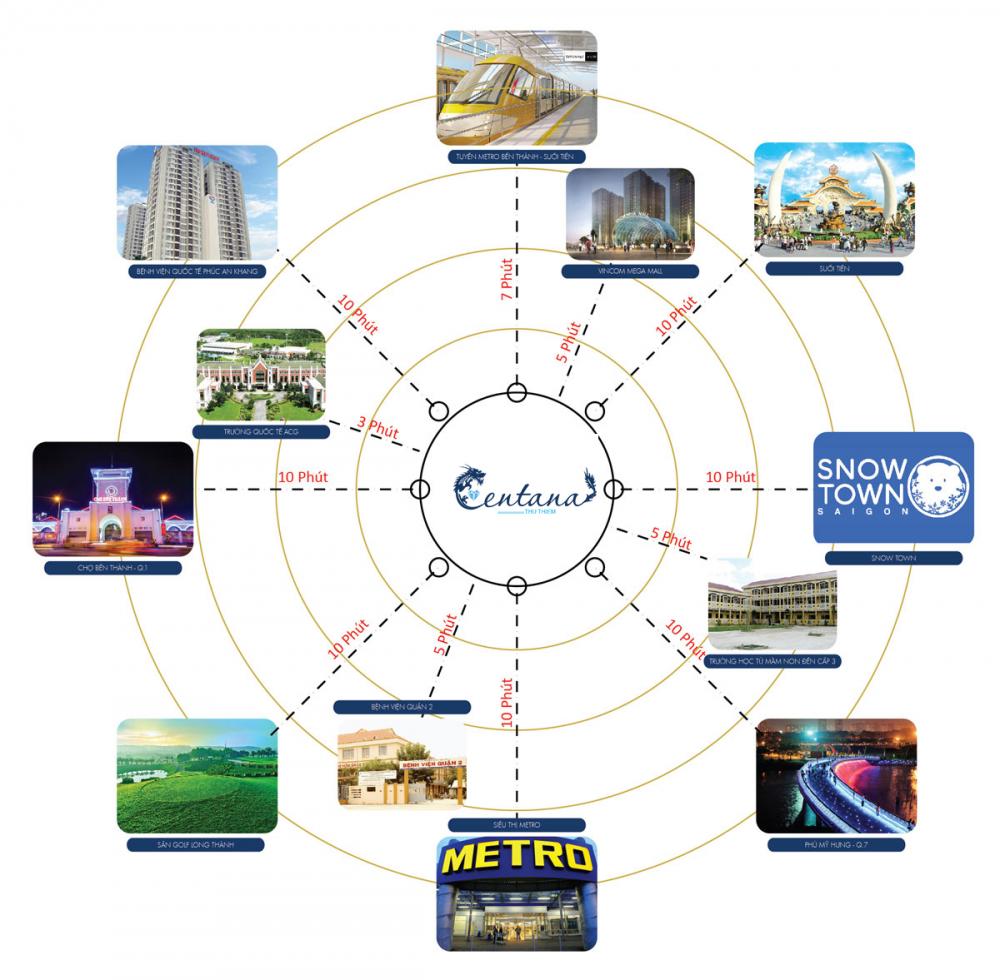 TUYẾN METRO BẾN THÀNH - SUỐI TIÊN
BỆNH VIỆN QUỐC TẾ PHÚC AN KHANG
VINCOM MEGA MALL
SUỐI TIÊN
7 Phút
10 Phút
5 Phút
10 Phút
TRƯỜNG QUỐC TẾ ACG
3 Phút
10 Phút
CHỢ BẾN THÀNH - Q.1
Centana
THỦ THIÊM
10 Phút
SNOW
TOWN
SAIGON
SNOW TOWN
5 Phút
TRƯỜNG HỌC TỪ MẦM NON ĐẾN CẤP 3
10 Phút
5 Phút
10 Phút
10 Phút
BỆNH VIỆN QUẬN 2
BỆNH VIỆN QUẬN 2
SÂN GOLF LONG THÀNH
SIÊU THỊ METRO
METRO
PHÚ MỸ HƯNG - Q.7